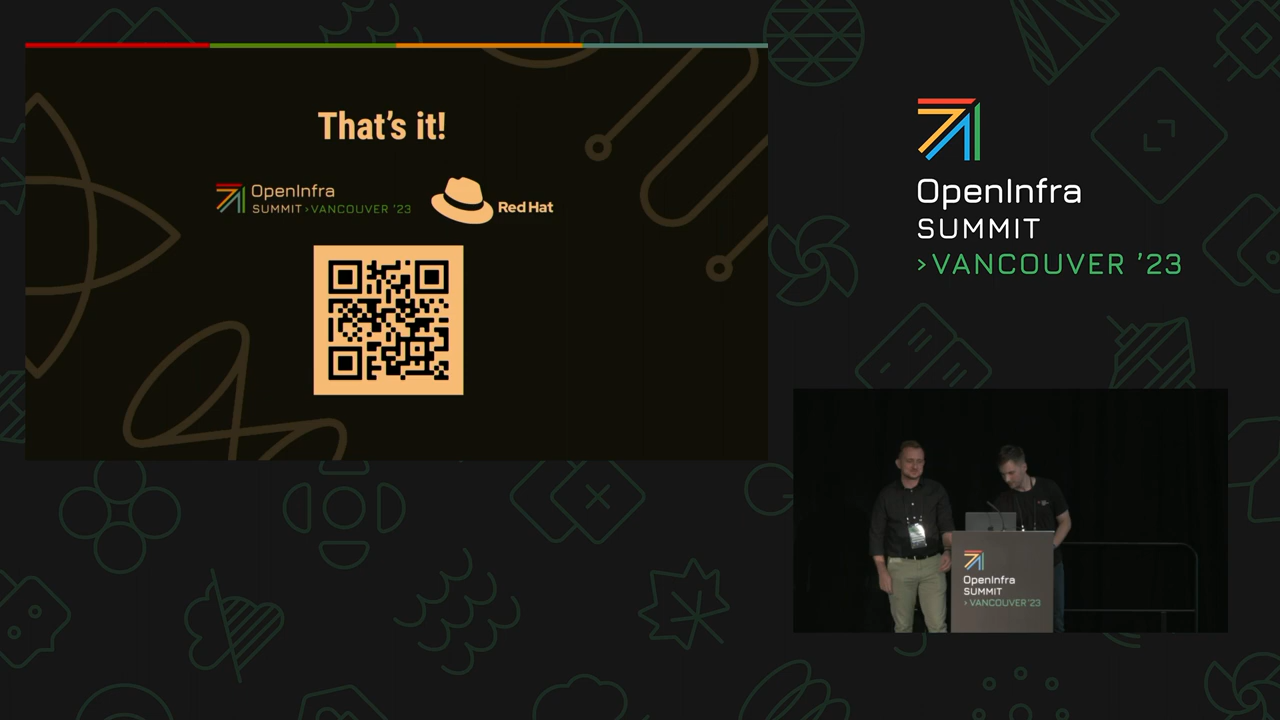 That's it!
OpenInfra
SUMMIT›VANCOUVER '23
Red Hat
OpenInfra
SUMMIT
›VANCOUVER '23
OpenInfra
SUMMIT
›VANCOUVER '23